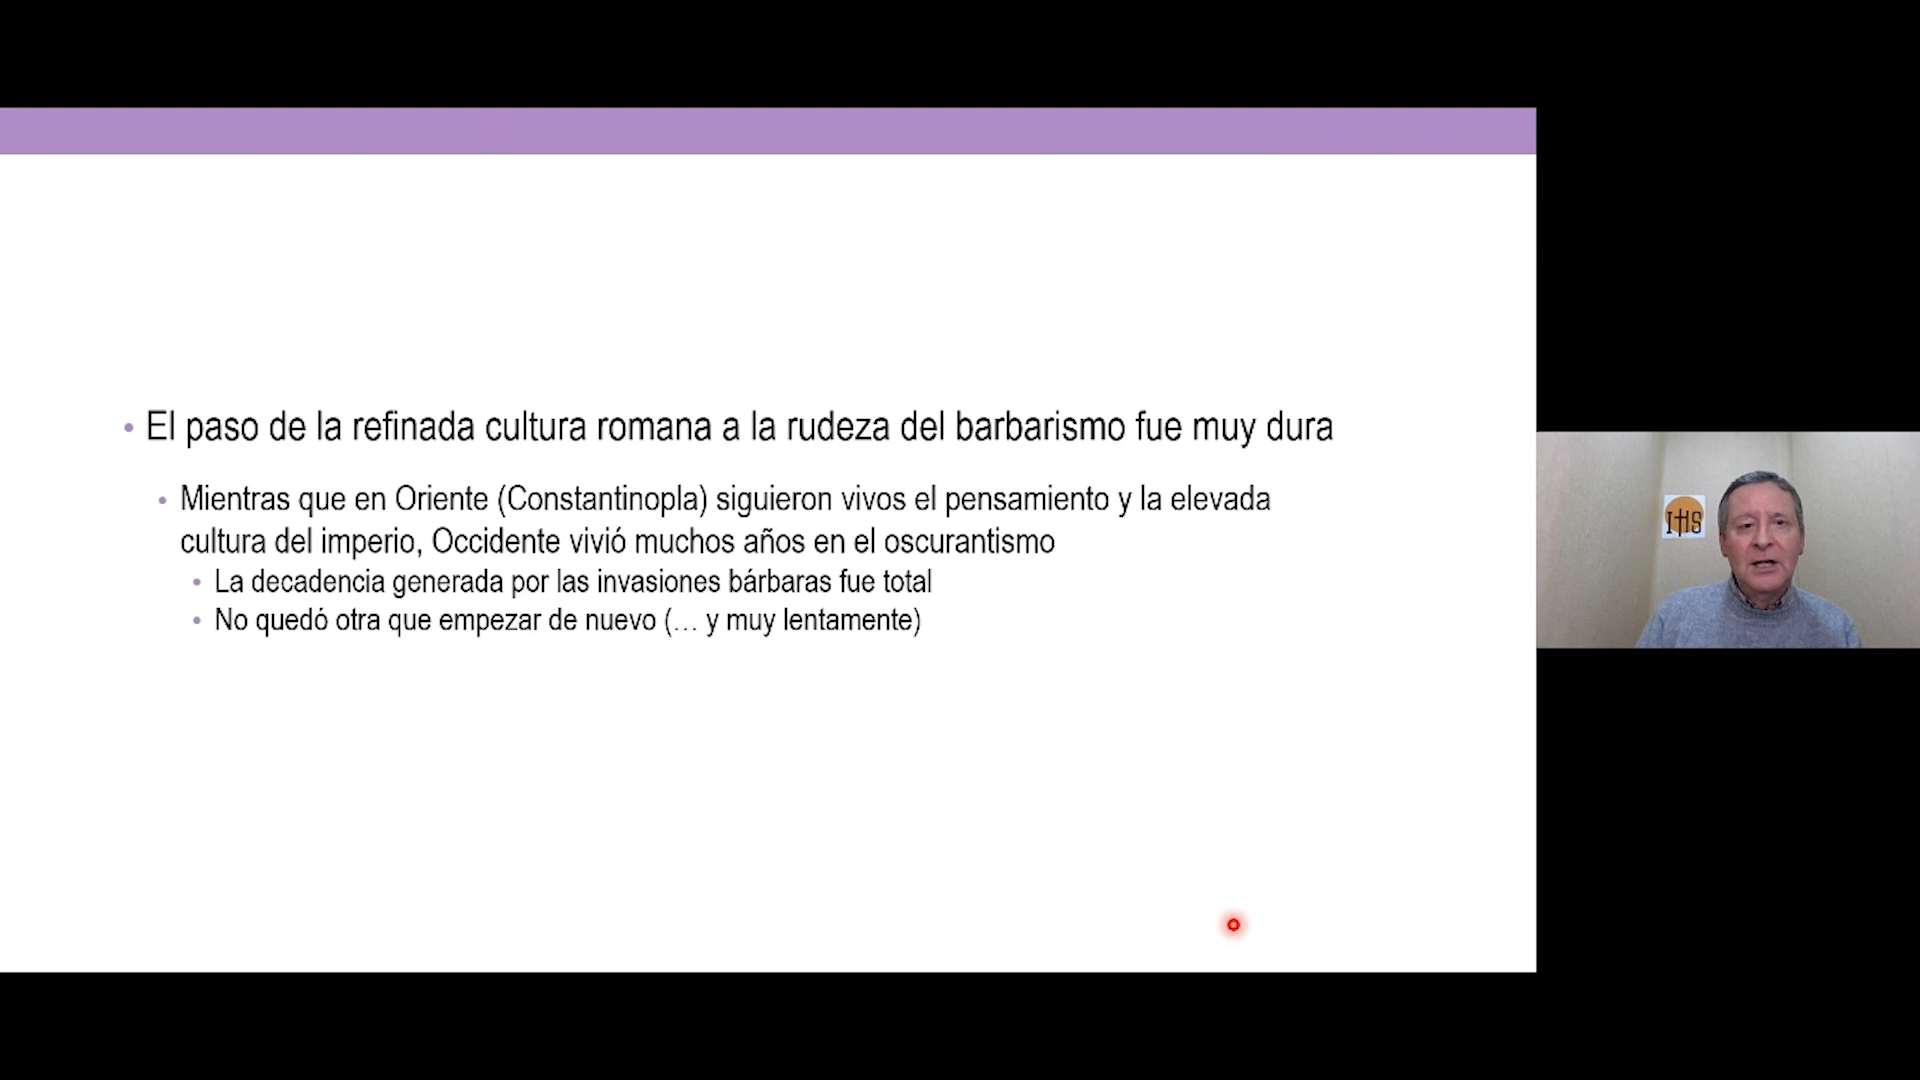 • El paso de la refinada cultura romana a la rudeza del barbarismo fue muy dura
• Mientras que en Oriente (Constantinopla) siguieron vivos el pensamiento y la elevada
cultura del imperio, Occidente vivió muchos años en el oscurantismo
• La decadencia generada por las invasiones bárbaras fue total
• No quedó otra que empezar de nuevo (… y muy lentamente)
IHS